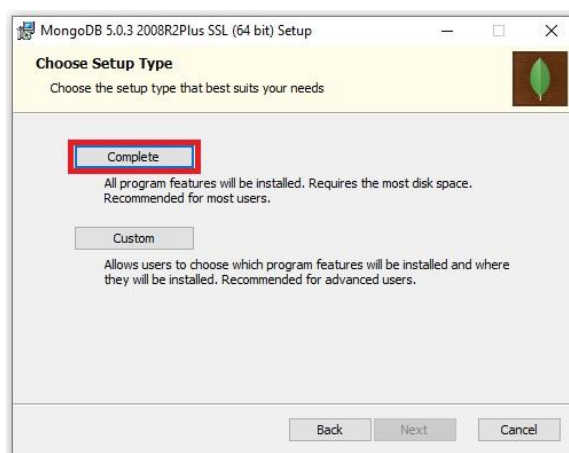 MongoDB 5.0.3 2008R2Plus SSL (64 bit) Setup
Choose Setup Type
Choose the setup type that best suits your needs
Complete
All program features will be installed. Requires the most disk space.
Recommended for most users.
Custom
Allows users to choose which program features will be installed and where
they will be installed. Recommended for advanced users.
Back Next Cancel